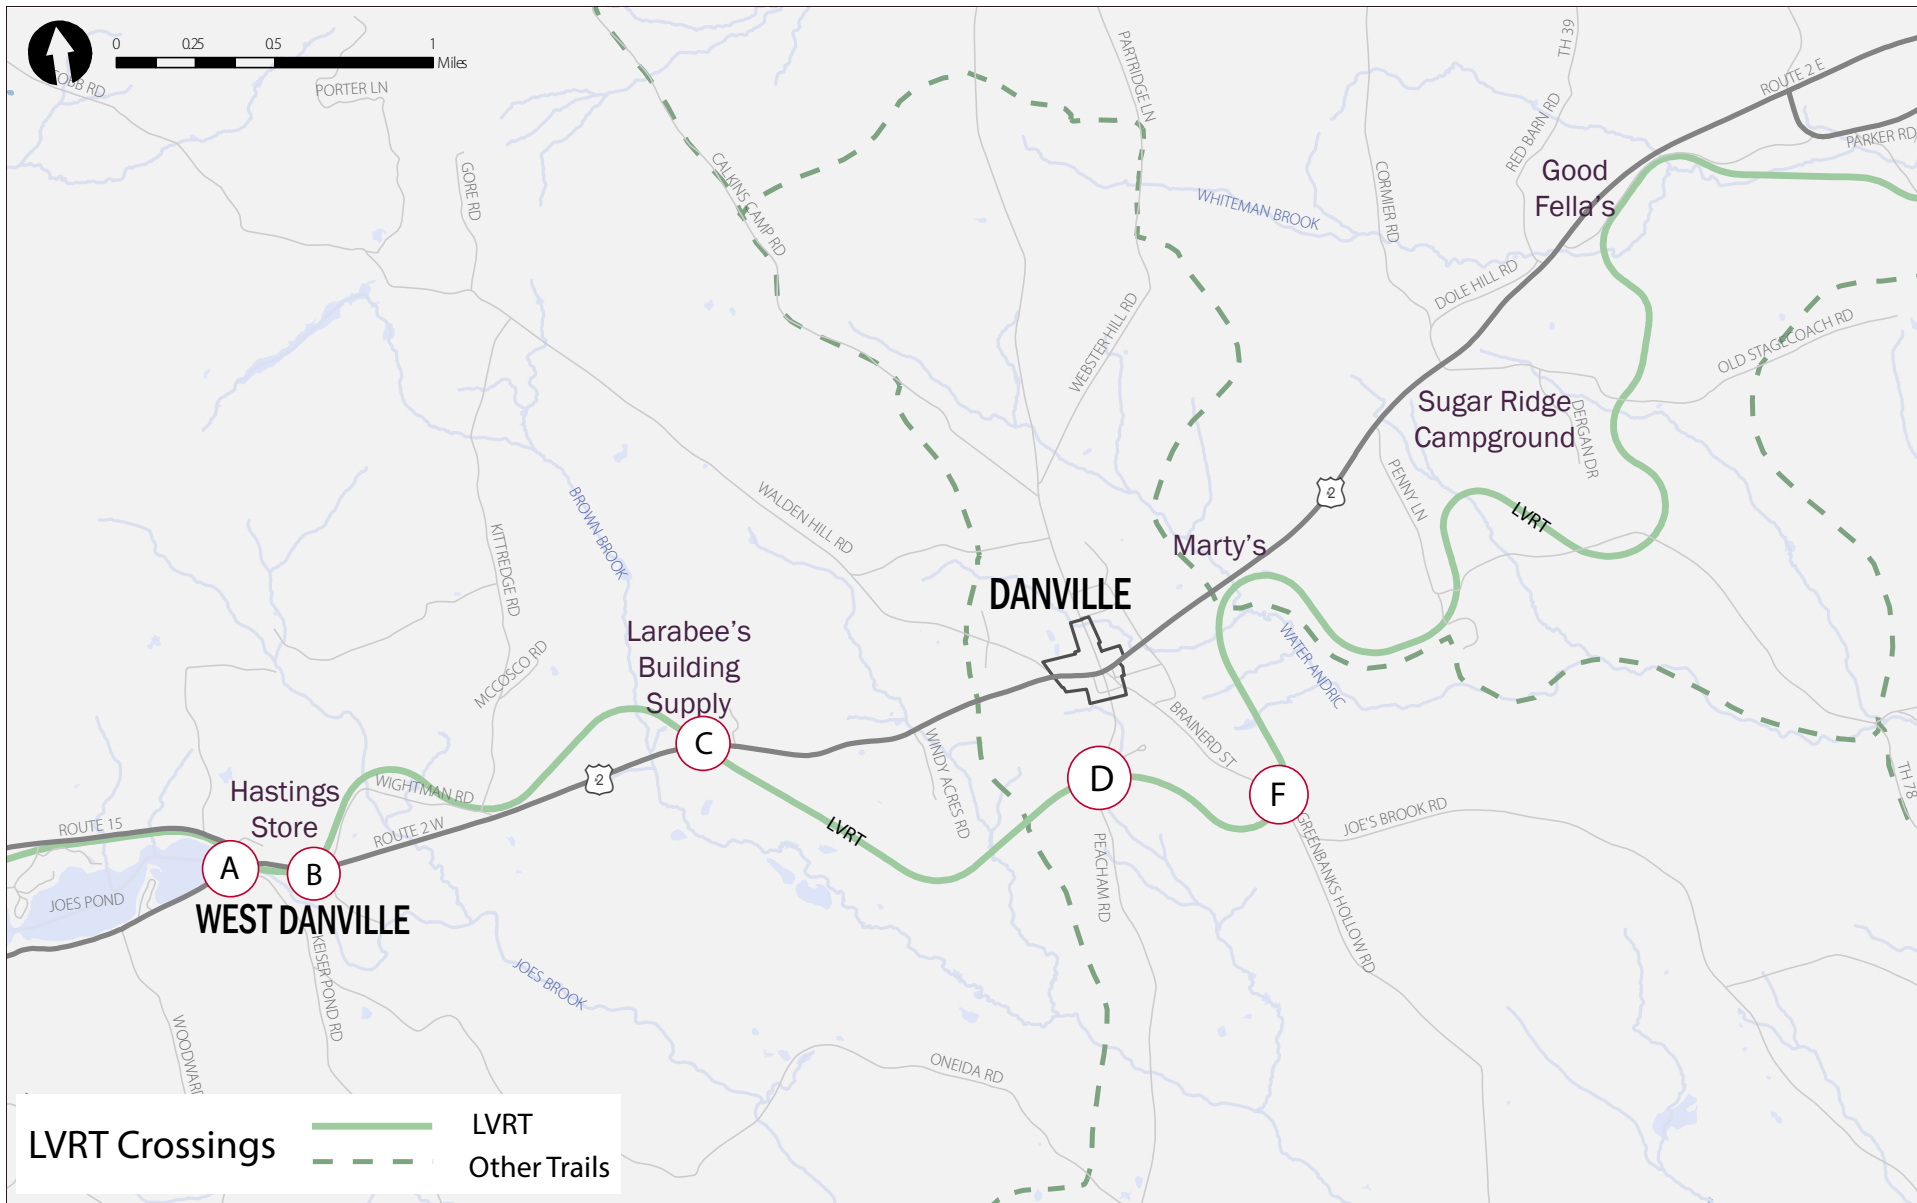 0 0.25 0.5 1
Miles
COBB RD
PORTER LN
GORE RD
CALKINS CAMP RD
PARTRIDGE LN
TH 39
ROUTE 2 E
RED BARN RD
PARKER RD
Good
Fella's
CORMIER RD
WHITEMAN BROOK
DOLE HILL RD
OLD STAGECOACH RD
WEBSTER HILL RD
Sugar Ridge
Campground
DERGAN DR
PENNY LN
2
LVRT
WALDEN HILL RD
BROWN BROOK
KITTREDGE RD
Marty's
DANVILLE
Larabee's
Building
Supply
MCCOSCO RD
WATER ANDRIC
BRAINERD ST
WINDY ACRES RD
C
2
D
F
TH 78
Hastings
Store
WIGHTMAN RD
ROUTE 15
ROUTE 2 W
LVRT
JOE'S BROOK RD
GREENBANKS HOLLOW RD
PEACHAM RD
A
B
JOES POND
WEST DANVILLE
KEISER POND RD
JOES BROOK
WOODWARD
ONEIDA RD
LVRT Crossings
LVRT
Other Trails